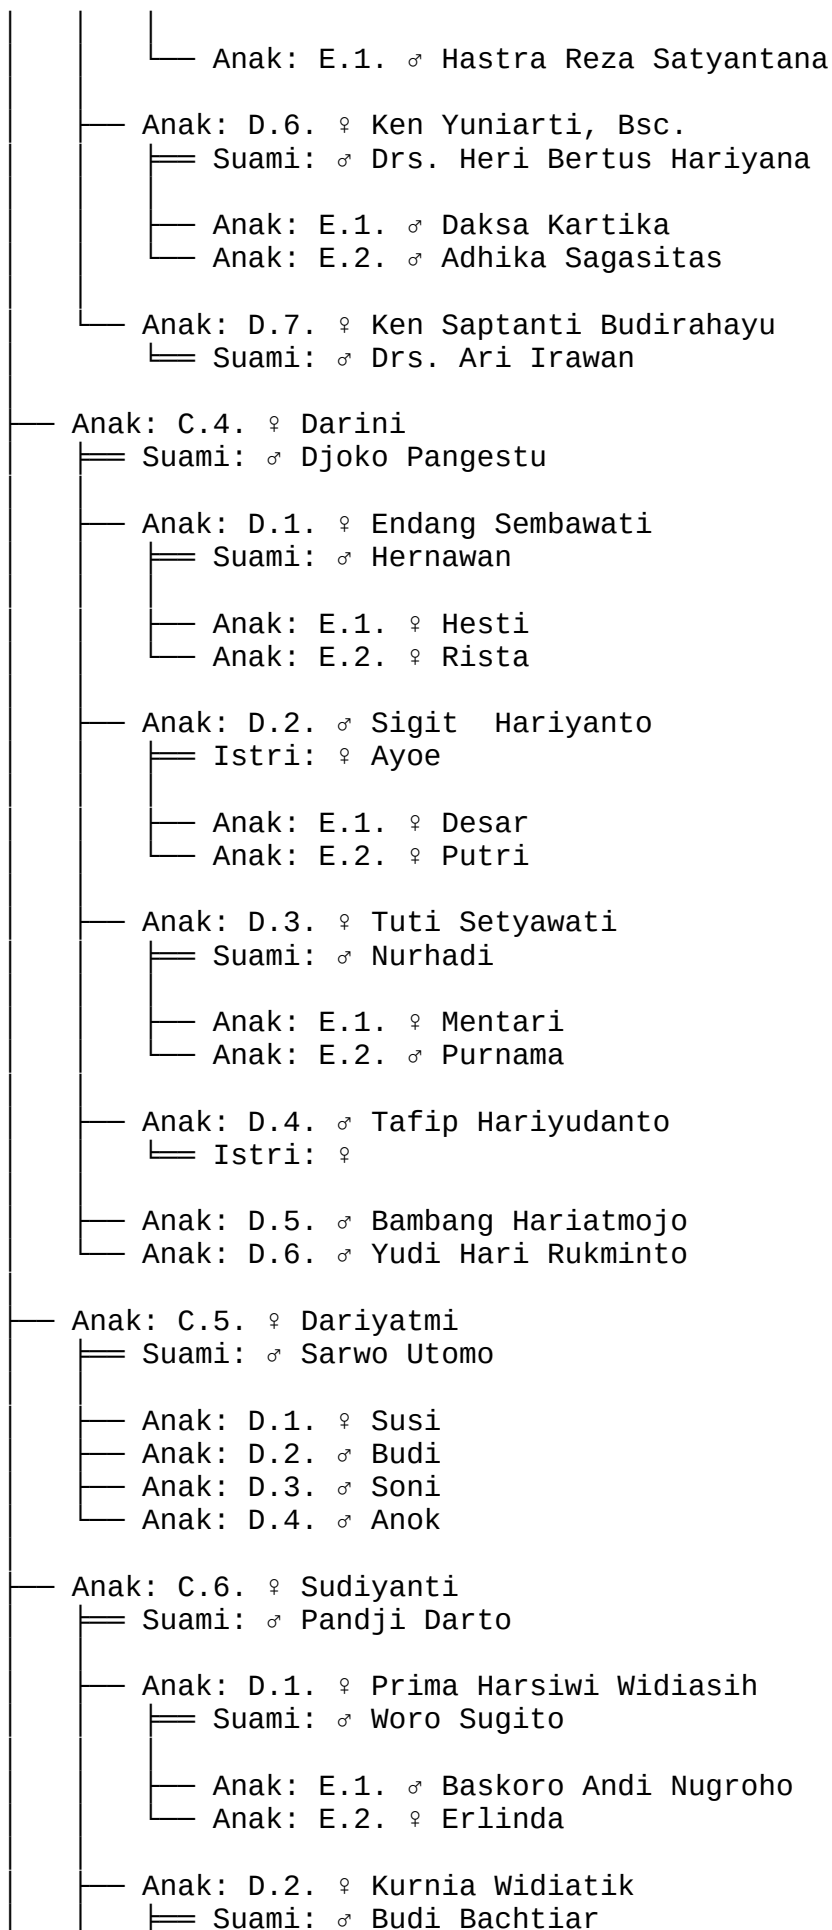 Anak: E.1. ♂ Hastra Reza Satyantana
Anak: D.6. ♀ Ken Yuniarti, Bsc.
Suami: ♂ Drs. Heri Bertus Hariyana
Anak: E.1. ♂ Daksa Kartika
Anak: E.2. ♂ Adhika Sagasitas
Anak: D.7. ♀ Ken Saptanti Budirahayu
Suami: ♂ Drs. Ari Irawan
Anak: C.4. ♀ Darini
Suami: ♂ Djoko Pangestu
Anak: D.1. ♀ Endang Sembawati
Suami: ♂ Hernawan
Anak: E.1. ♀ Hesti
Anak: E.2. ♀ Rista
Anak: D.2. ♂ Sigit  Hariyanto
Istri: ♀ Ayoe
Anak: E.1. ♀ Desar
Anak: E.2. ♀ Putri
Anak: D.3. ♀ Tuti Setyawati
Suami: ♂ Nurhadi
Anak: E.1. ♀ Mentari
Anak: E.2. ♂ Purnama
Anak: D.4. ♂ Tafip Hariyudanto
Istri: ♀
Anak: D.5. ♂ Bambang Hariatmojo
Anak: D.6. ♂ Yudi Hari Rukminto
Anak: C.5. ♀ Dariyatmi
Suami: ♂ Sarwo Utomo
Anak: D.1. ♀ Susi
Anak: D.2. ♂ Budi
Anak: D.3. ♂ Soni
Anak: D.4. ♂ Anok
Anak: C.6. ♀ Sudiyanti
Suami: ♂ Pandji Darto
Anak: D.1. ♀ Prima Harsiwi Widiasih
Suami: ♂ Woro Sugito
Anak: E.1. ♂ Baskoro Andi Nugroho
Anak: E.2. ♀ Erlinda
Anak: D.2. ♀ Kurnia Widiatik
Suami: ♂ Budi Bachtiar